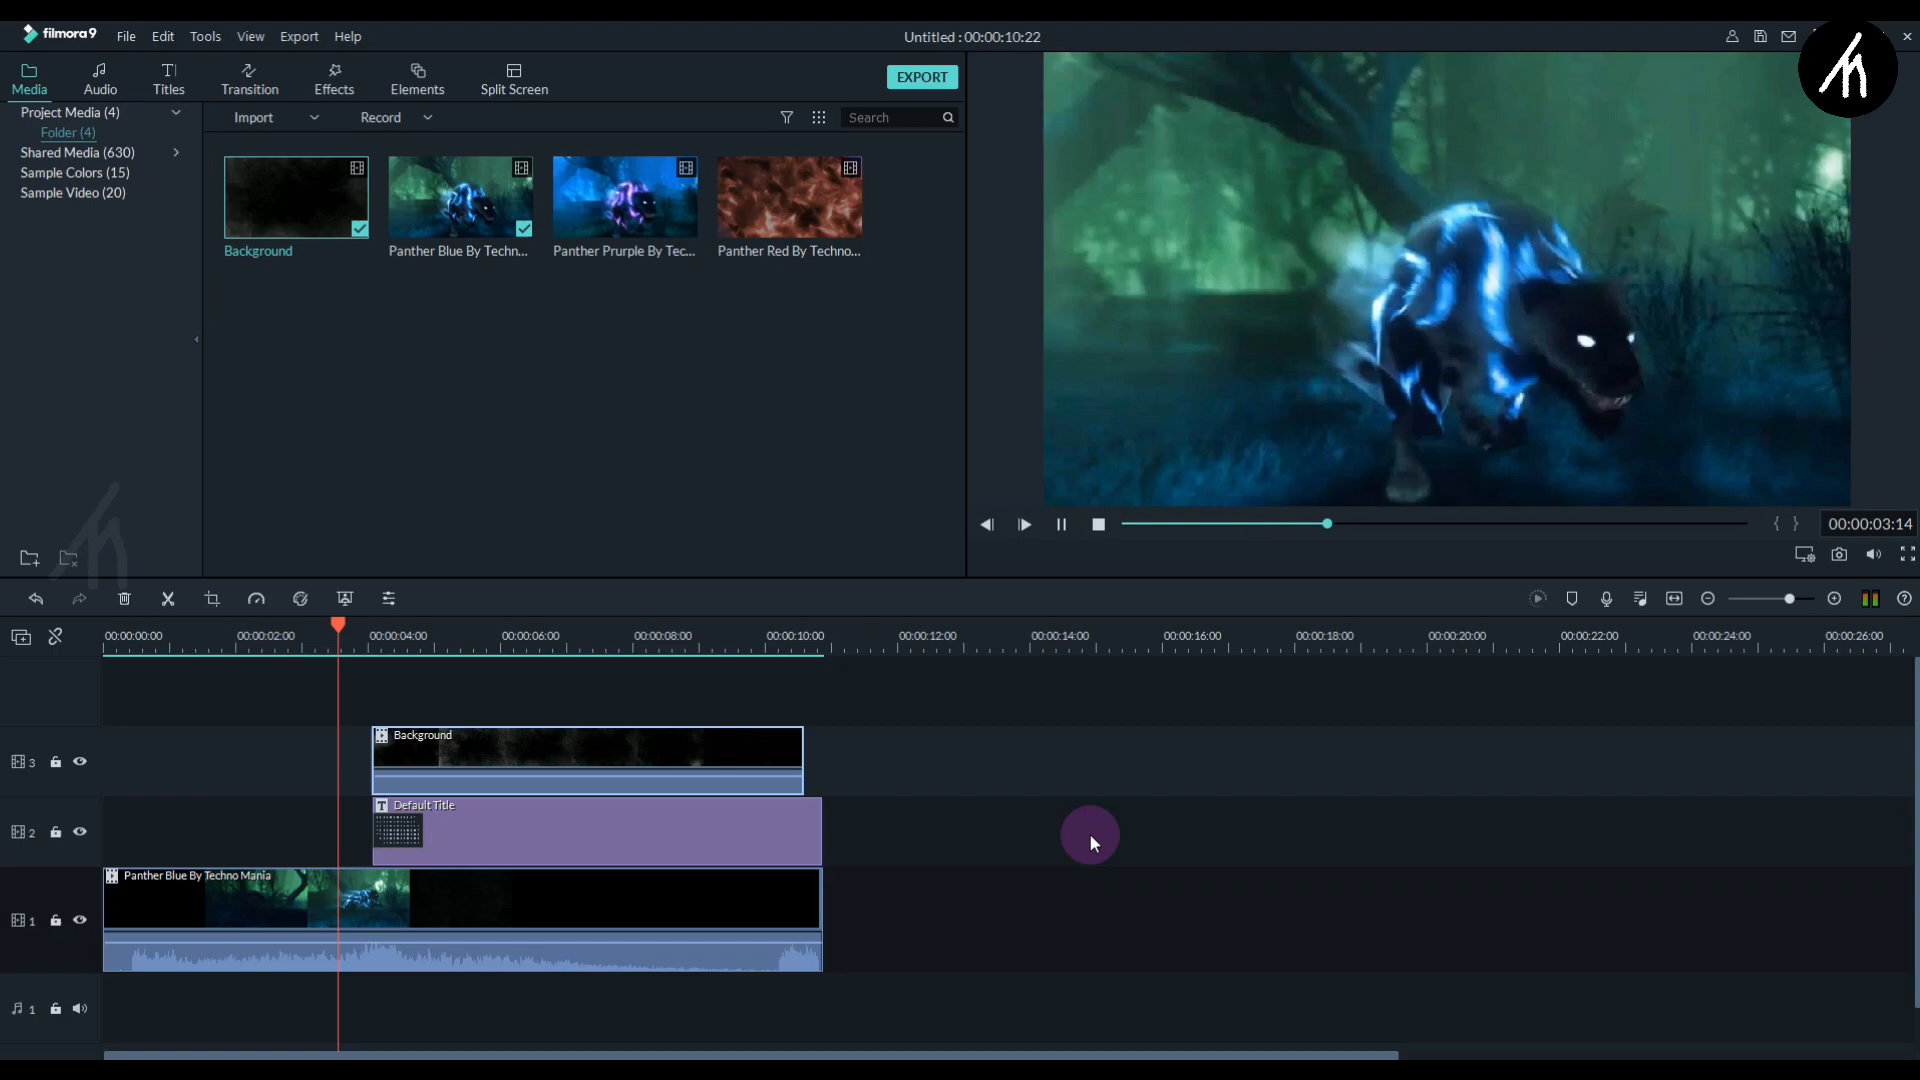 filmora9 File Edit Tools View Export Help Untitled : 00:00:10:22
Media Audio Titles Transition Effects Elements Split Screen EXPORT
Project Media (4)
Folder (4)
Shared Media (630)
Sample Colors (15)
Sample Video (20)
Import Record Search
Background Panther Blue By Techn... Panther Prurple By Tec... Panther Red By Techno...
00:00:03:14
00:00:00:00 00:00:02:00 00:00:04:00 00:00:06:00 00:00:08:00 00:00:10:00 00:00:12:00 00:00:14:00 00:00:16:00 00:00:18:00 00:00:20:00 00:00:22:00 00:00:24:00 00:00:26:00
Background
3
T Default Title
2
Panther Blue By Techno Mania
1
1